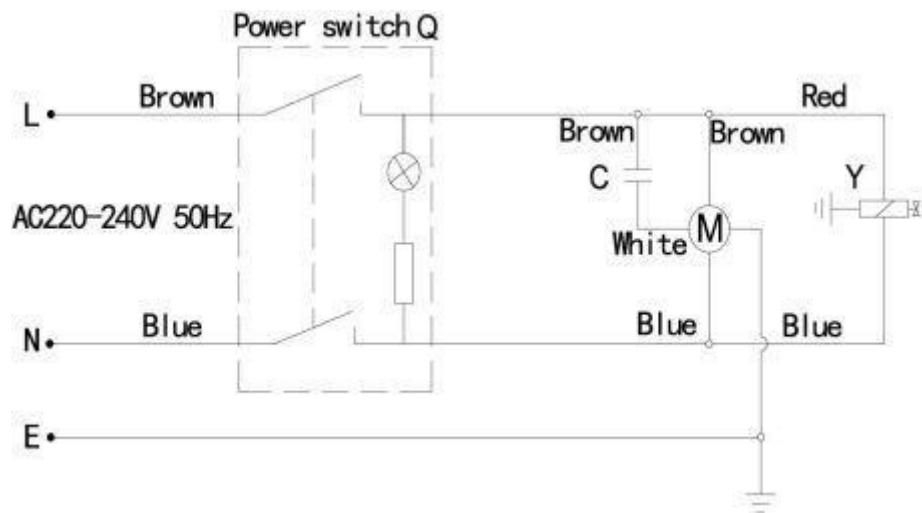 Power switch Q
L Brown Red
Brown Brown
C Y
AC220-240V 50Hz
White M
N Blue Blue Blue
E